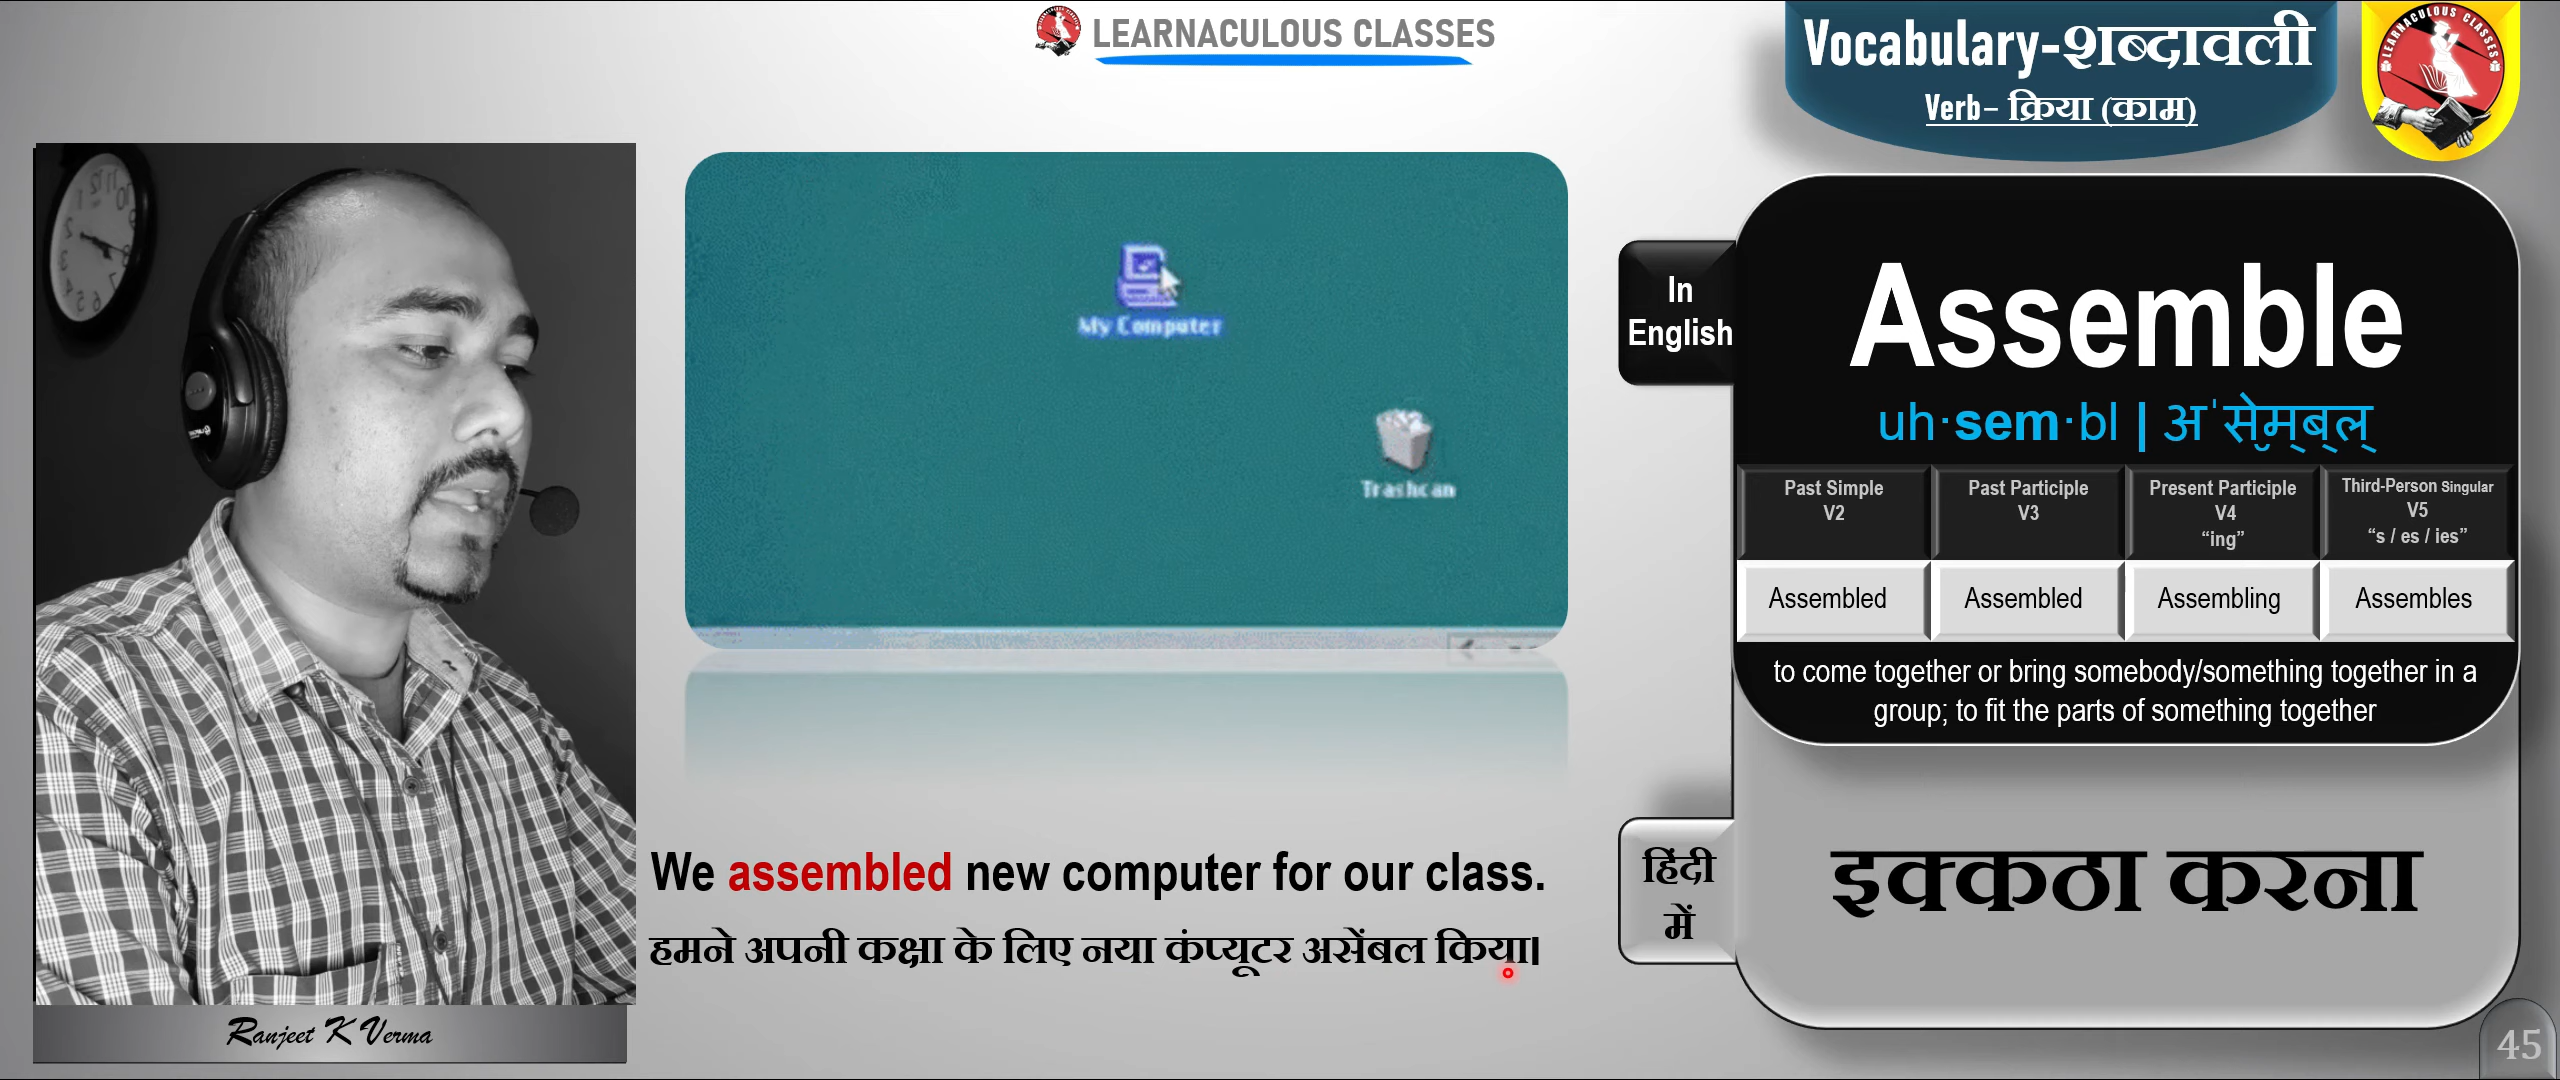 LEARNACULOUS CLASSES
Vocabulary-शब्दावली
Verb- क्रिया (काम)
LEARNACULOUS CLASSES
My Computer
Trashcan
In
English
Assemble
uh·sem·bl | अˈसे॒म्ब्ल्
Past Simple
V2
Past Participle
V3
Present Participle
V4
“ing”
Third-Person Singular
V5
“s / es / ies”
Assembled
Assembled
Assembling
Assembles
to come together or bring somebody/something together in a
group; to fit the parts of something together
We assembled new computer for our class.
हमने अपनी कक्षा के लिए नया कंप्यूटर असेंबल किया।
हिंदी
में
इक्कठा करना
Ranjeet K Verma
45